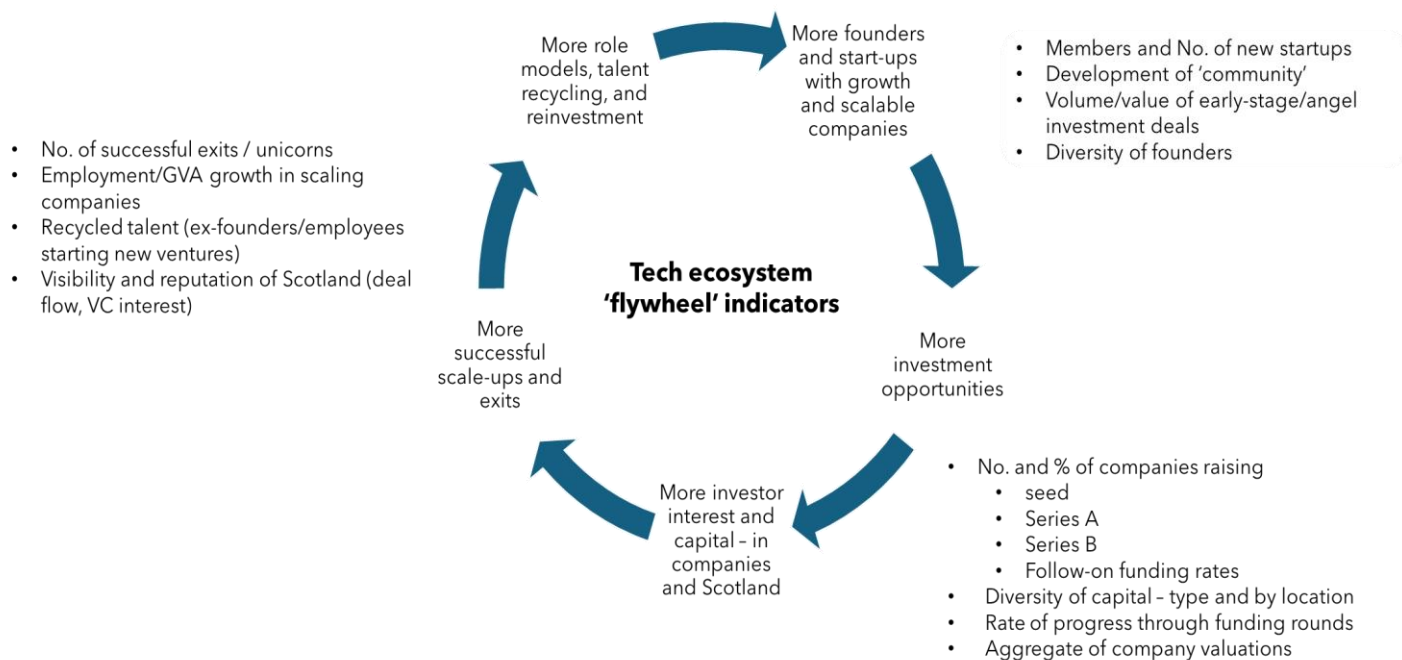 More role
models, talent
recycling, and
reinvestment
More founders
and start-ups
with growth
and scalable
companies
• Members and No. of new startups
• Development of ‘community’
• Volume/value of early-stage/angel
investment deals
• Diversity of founders
• No. of successful exits / unicorns
• Employment/GVA growth in scaling
companies
• Recycled talent (ex-founders/employees
starting new ventures)
• Visibility and reputation of Scotland (deal
flow, VC interest)
Tech ecosystem
‘flywheel’ indicators
More
successful
scale-ups and
exits
More
investment
opportunities
More investor
interest and
capital – in
companies
and Scotland
• No. and % of companies raising
• seed
• Series A
• Series B
• Follow-on funding rates
• Diversity of capital – type and by location
• Rate of progress through funding rounds
• Aggregate of company valuations